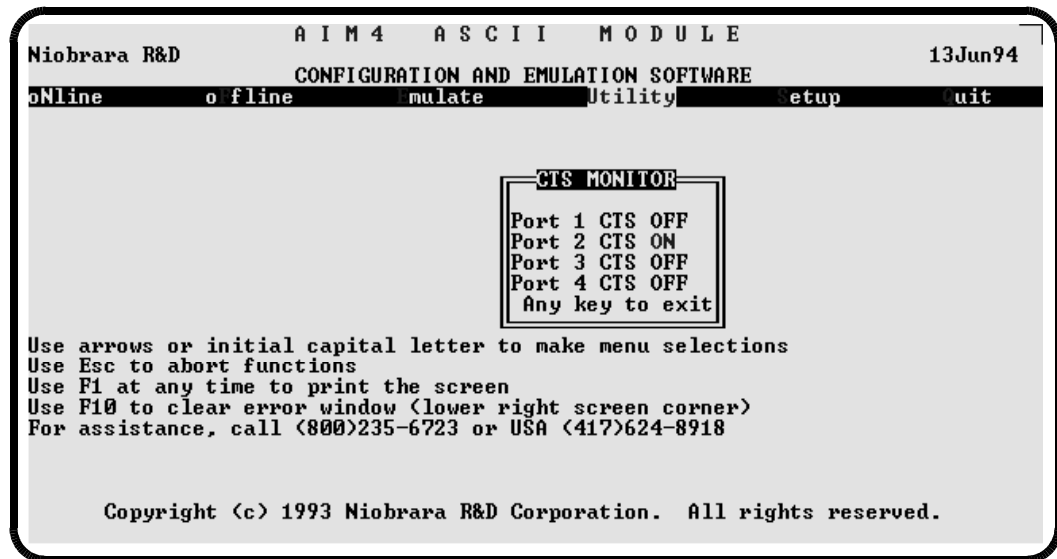 A I M 4 A S C I I M O D U L E
Niobrara R&D 13Jun94
CONFIGURATION AND EMULATION SOFTWARE
oNline oFfline Emulate Utility Setup Quit
CTS MONITOR
Port 1 CTS OFF
Port 2 CTS ON
Port 3 CTS OFF
Port 4 CTS OFF
Any key to exit
Use arrows or initial capital letter to make menu selections
Use Esc to abort functions
Use F1 at any time to print the screen
Use F10 to clear error window (lower right screen corner)
For assistance, call (800)235-6723 or USA (417)624-8918
Copyright (c) 1993 Niobrara R&D Corporation. All rights reserved.